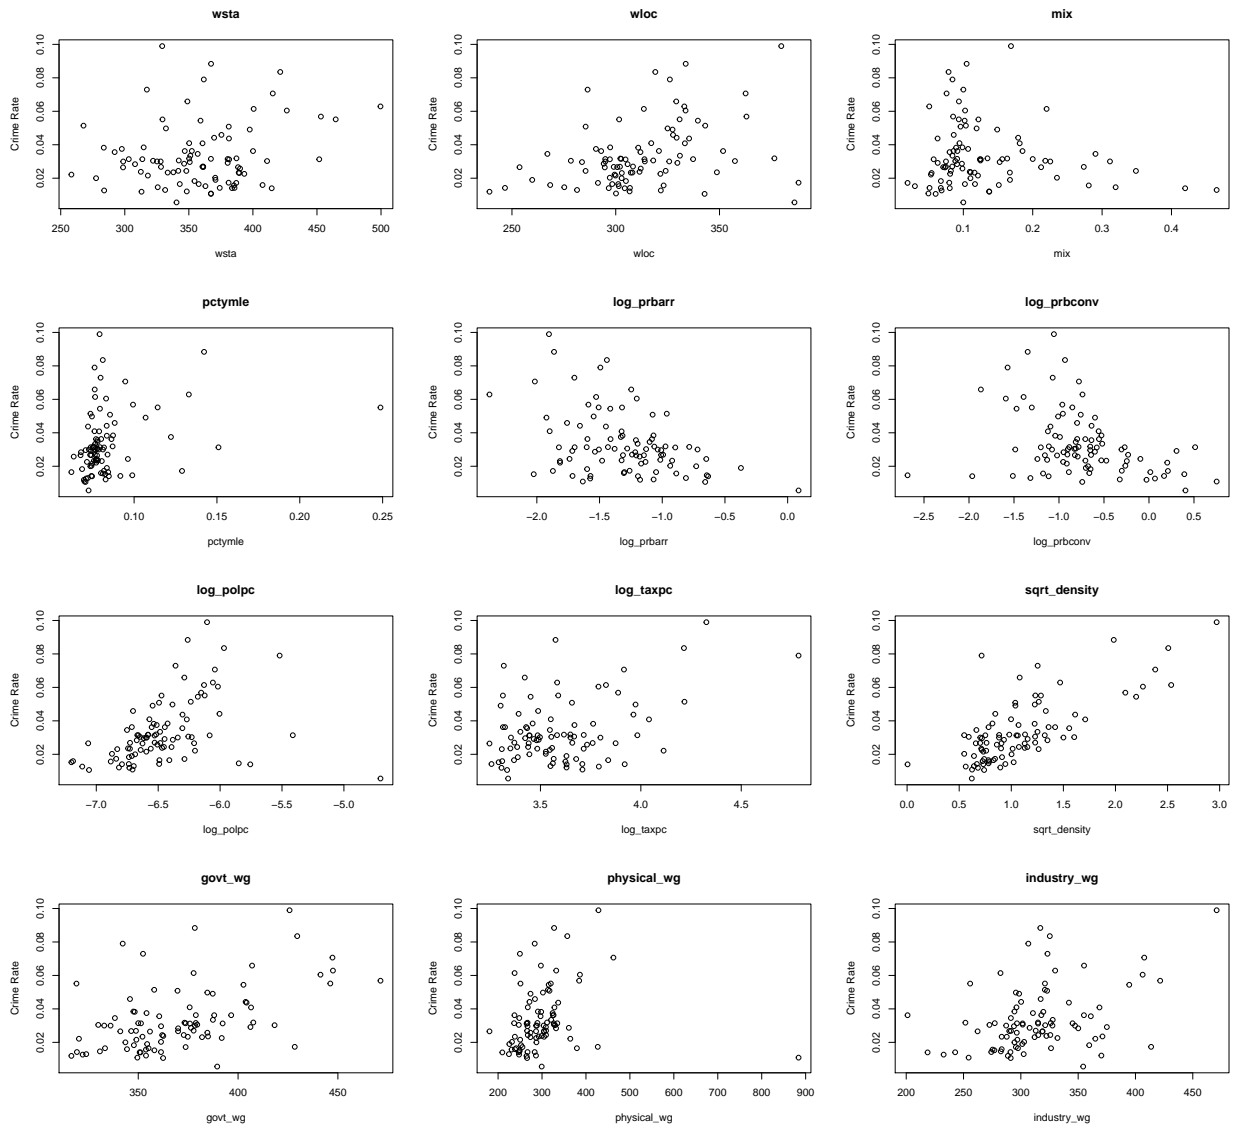 wsta wloc mix
Crime Rate 0.02 0.04 0.06 0.08 0.10 Crime Rate 0.02 0.04 0.06 0.08 0.10 Crime Rate 0.02 0.04 0.06 0.08 0.10
250 300 350 400 450 500 250 300 350 0.1 0.2 0.3 0.4
wsta wloc mix
pctymle log_prbarr log_prbconv
Crime Rate 0.02 0.04 0.06 0.08 0.10 Crime Rate 0.02 0.04 0.06 0.08 0.10 Crime Rate 0.02 0.04 0.06 0.08 0.10
0.10 0.15 0.20 0.25 −2.0 −1.5 −1.0 −0.5 0.0 −2.5 −2.0 −1.5 −1.0 −0.5 0.0 0.5
pctymle log_prbarr log_prbconv
log_polpc log_taxpc sqrt_density
Crime Rate 0.02 0.04 0.06 0.08 0.10 Crime Rate 0.02 0.04 0.06 0.08 0.10 Crime Rate 0.02 0.04 0.06 0.08 0.10
−7.0 −6.5 −6.0 −5.5 −5.0 3.5 4.0 4.5 0.0 0.5 1.0 1.5 2.0 2.5 3.0
log_polpc log_taxpc sqrt_density
govt_wg physical_wg industry_wg
Crime Rate 0.02 0.04 0.06 0.08 0.10 Crime Rate 0.02 0.04 0.06 0.08 0.10 Crime Rate 0.02 0.04 0.06 0.08 0.10
350 400 450 200 300 400 500 600 700 800 900 200 250 300 350 400 450
govt_wg physical_wg industry_wg